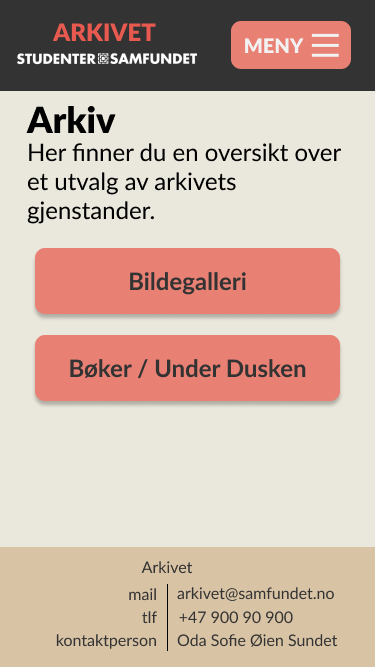 ARKIVET
MENY
STUDENTERSAMFUNDET
Arkiv
Her finner du en oversikt over
et utvalg av arkivets
gjenstander.
Bildegalleri
Bøker / Under Dusken
Arkivet
mail arkivet@samfundet.no
tlf +47 900 90 900
kontaktperson Oda Sofie Øien Sundet